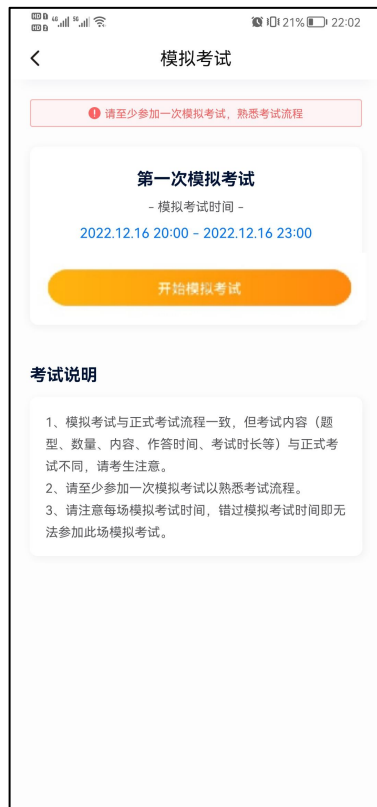 21% 22:02
模拟考试
请至少参加一次模拟考试，熟悉考试流程
第一次模拟考试
- 模拟考试时间 -
2022.12.16 20:00 - 2022.12.16 23:00
开始模拟考试
考试说明
1、模拟考试与正式考试流程一致，但考试内容（题
型、数量、内容、作答时间、考试时长等）与正式考
试不同，请考生注意。
2、请至少参加一次模拟考试以熟悉考试流程。
3、请注意每场模拟考试时间，错过模拟考试时间即无
法参加此场模拟考试。